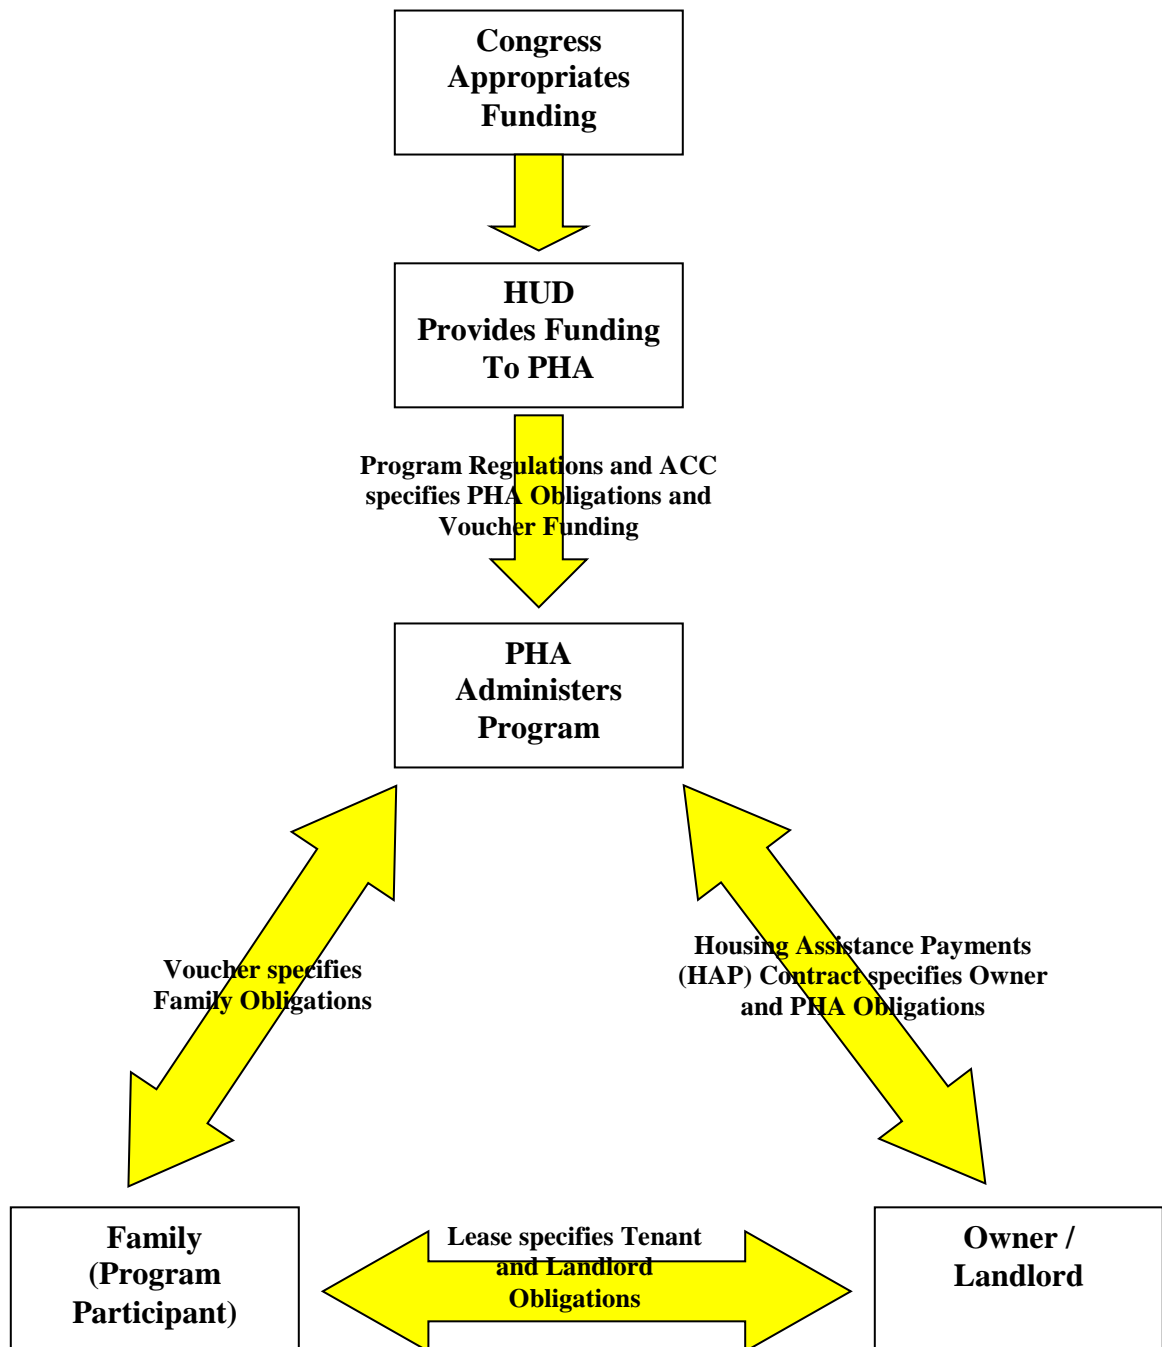 Congress
Appropriates
Funding
HUD
Provides Funding
To PHA
Program Regulations and ACC
specifies PHA Obligations and
Voucher Funding
PHA
Administers
Program
Voucher specifies
Family Obligations
Housing Assistance Payments
(HAP) Contract specifies Owner
and PHA Obligations
Family
(Program
Participant)
Lease specifies Tenant
and Landlord
Obligations
Owner /
Landlord